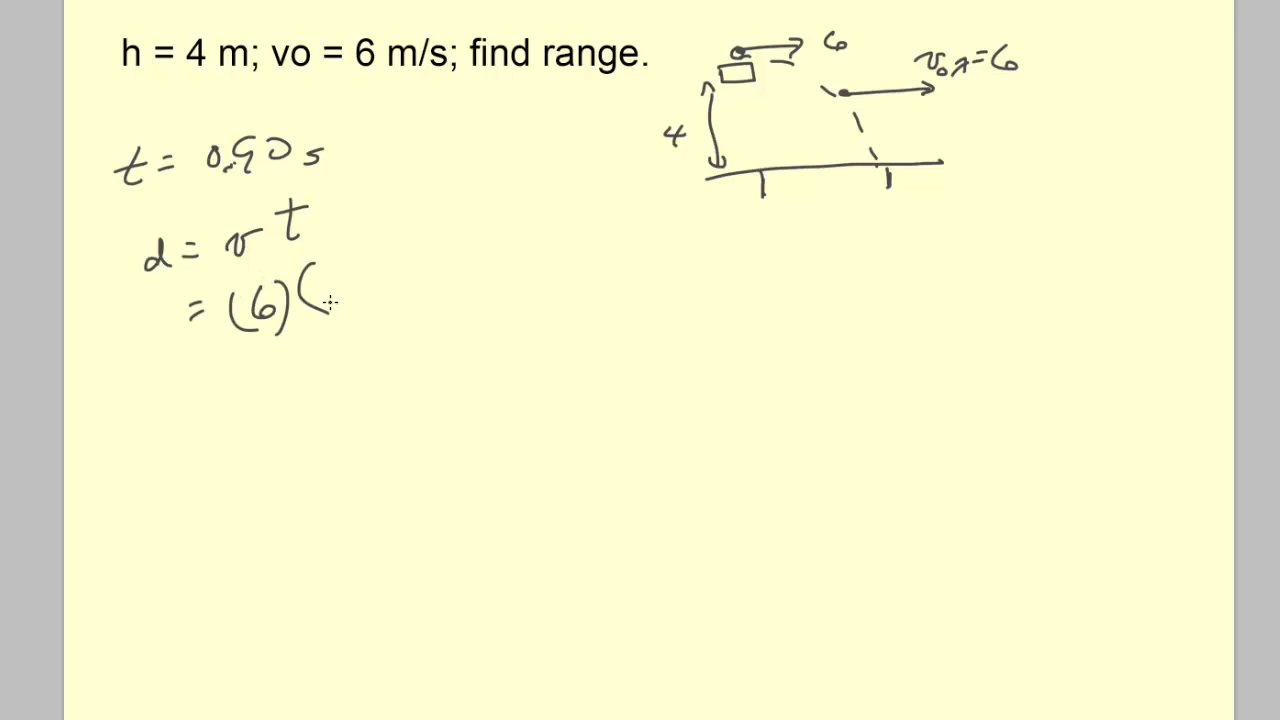 h = 4 m; vo = 6 m/s; find range.
6
v₀ₓ=6
4
t = 0.90 s
d = v t
= (6)(